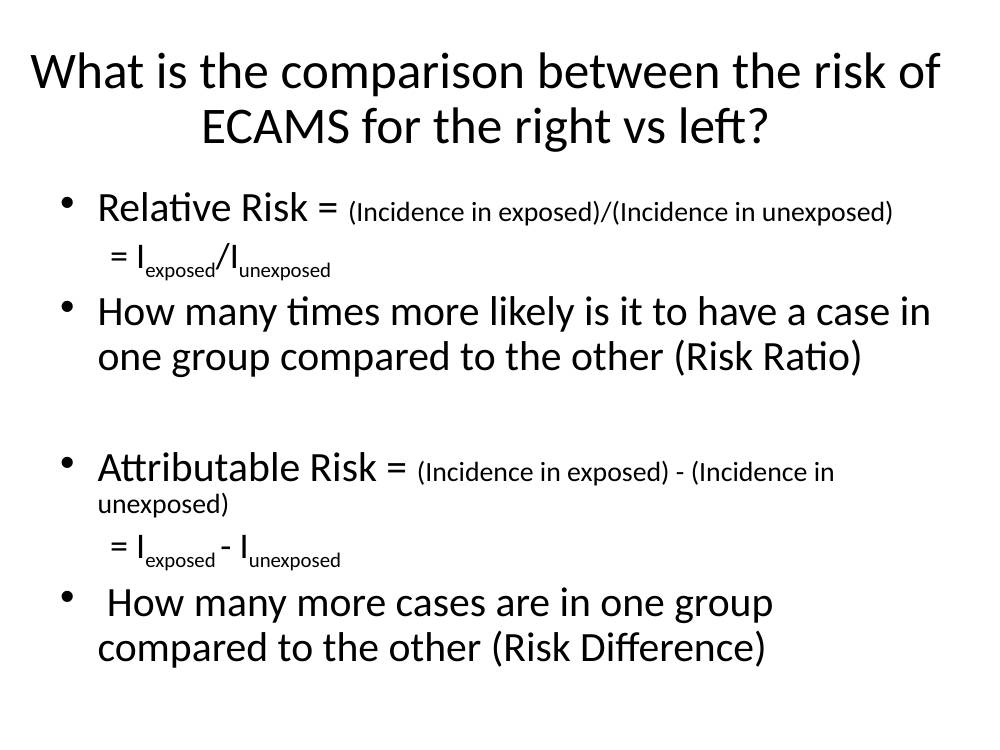 What is the comparison between the risk of
ECAMS for the right vs left?
• Relative Risk = (Incidence in exposed)/(Incidence in unexposed)
= Iexposed/Iunexposed
• How many times more likely is it to have a case in
one group compared to the other (Risk Ratio)
• Attributable Risk = (Incidence in exposed) - (Incidence in
unexposed)
= Iexposed - Iunexposed
• How many more cases are in one group
compared to the other (Risk Difference)